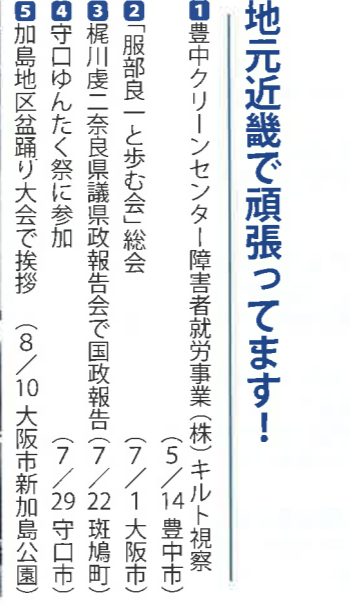 地元近畿で頑張ってます！
1 豊中クリーンセンター障害者就労事業（株）キルト視察
（5／14 豊中市）
2 「服部良一と歩む会」総会 （7／1 大阪市）
3 梶川虔二奈良県議県政報告会で国政報告（7／22 斑鳩町）
4 守口ゆんたく祭に参加 （7／29 守口市）
5 加島地区盆踊り大会で挨拶 （8／10 大阪市新加島公園）